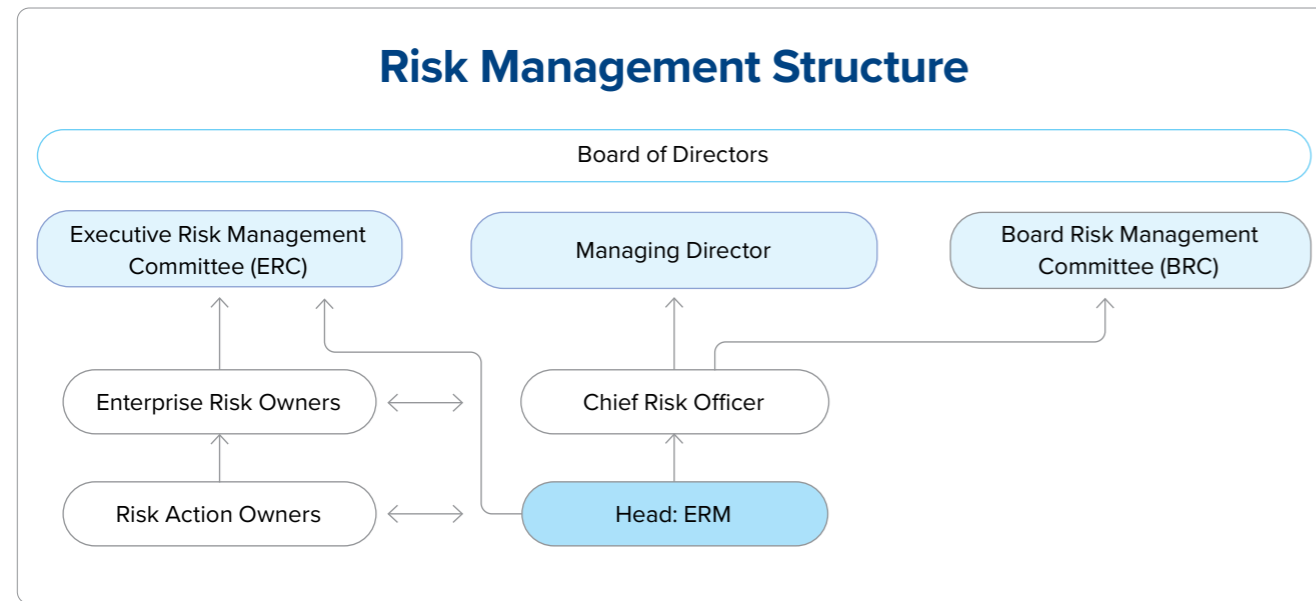 Risk Management Structure
Board of Directors
Executive Risk Management
Committee (ERC)
Managing Director
Board Risk Management
Committee (BRC)
Enterprise Risk Owners
Chief Risk Officer
Risk Action Owners
Head: ERM